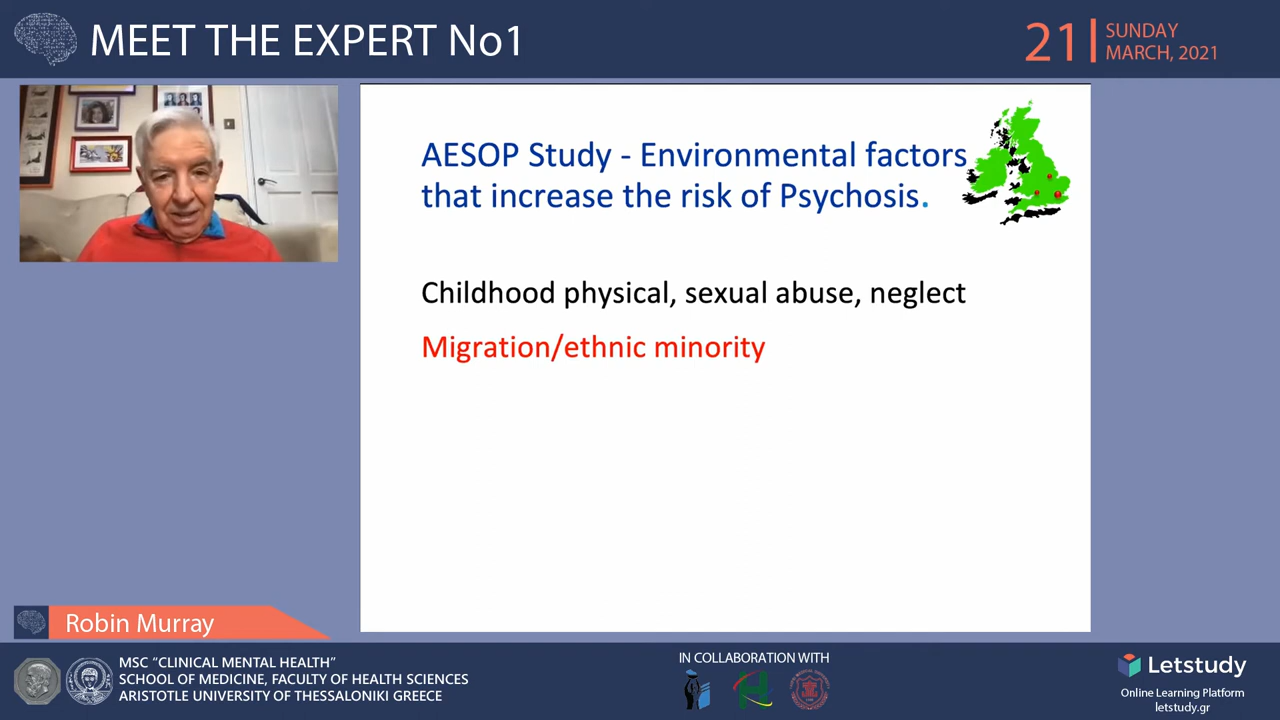 MEET THE EXPERT No1
21
SUNDAY
MARCH, 2021
AESOP Study - Environmental factors
that increase the risk of Psychosis.
Childhood physical, sexual abuse, neglect
Migration/ethnic minority
Robin Murray
MSC “CLINICAL MENTAL HEALTH”
SCHOOL OF MEDICINE, FACULTY OF HEALTH SCIENCES
ARISTOTLE UNIVERSITY OF THESSALONIKI GREECE
IN COLLABORATION WITH
Letstudy
Online Learning Platform
letstudy.gr